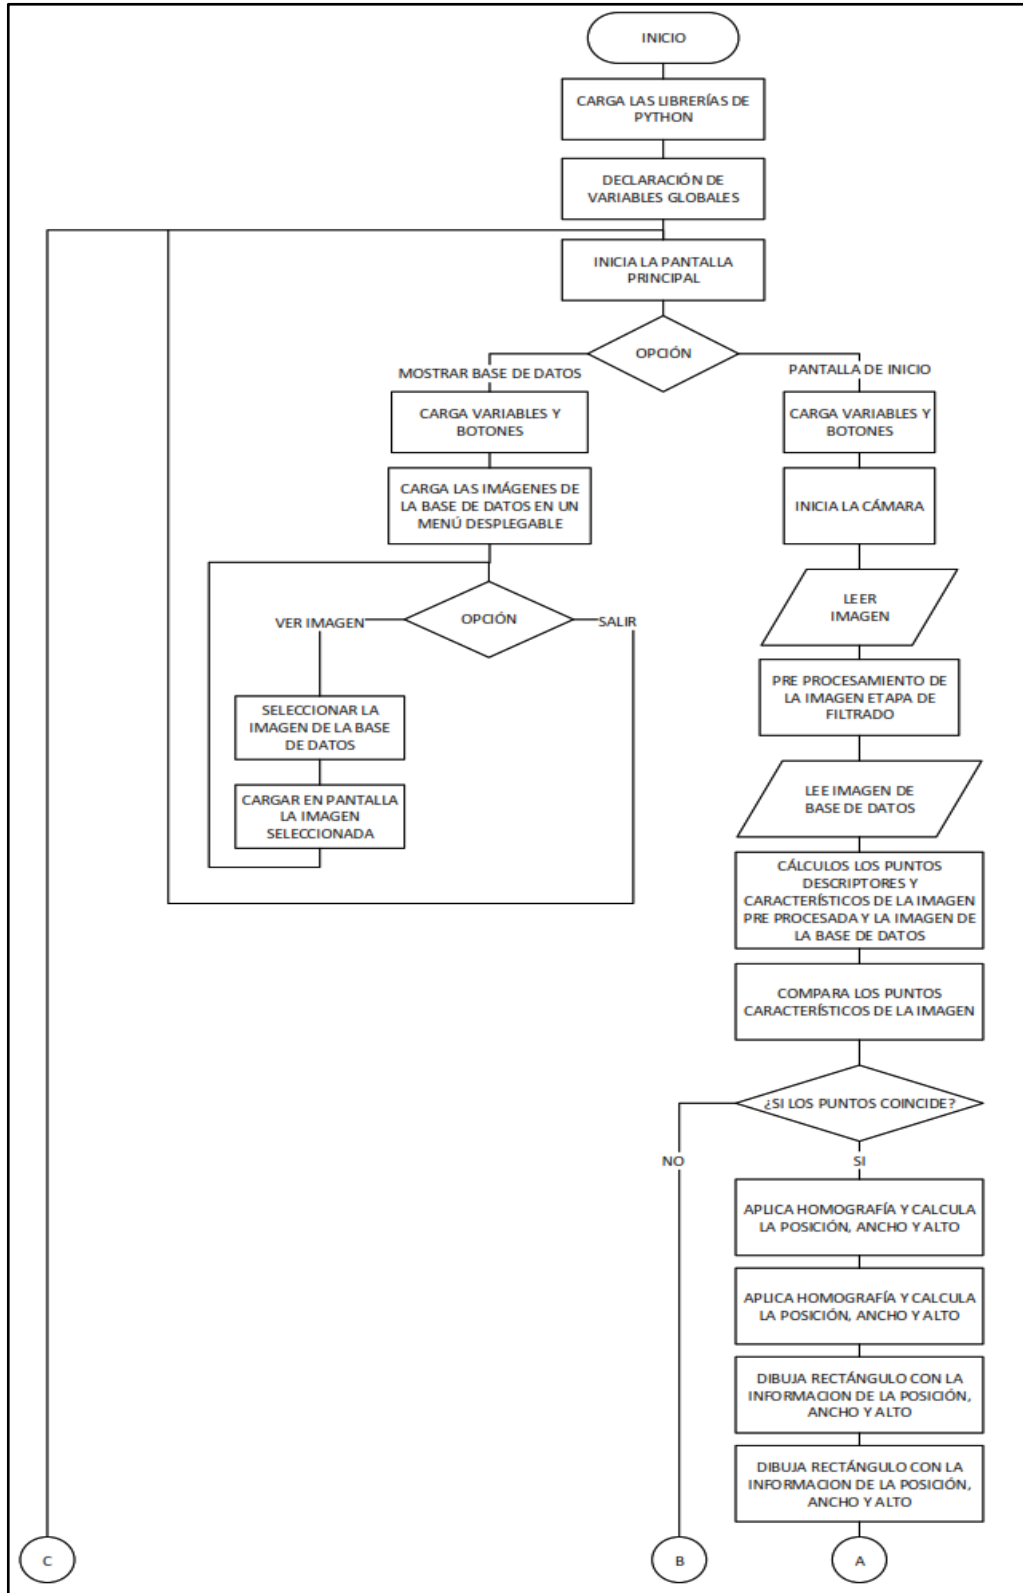 INICIO
CARGA LAS LIBRERÍAS DE
PYTHON
DECLARACIÓN DE
VARIABLES GLOBALES
INICIA LA PANTALLA
PRINCIPAL
OPCIÓN
MOSTRAR BASE DE DATOS
PANTALLA DE INICIO
CARGA VARIABLES Y
BOTONES
CARGA LAS IMÁGENES DE
LA BASE DE DATOS EN UN
MENÚ DESPLEGABLE
OPCIÓN
VER IMAGEN
SALIR
SELECCIONAR LA
IMAGEN DE LA BASE
DE DATOS
CARGAR EN PANTALLA
LA IMAGEN
SELECCIONADA
CARGA VARIABLES Y
BOTONES
INICIA LA CÁMARA
LEER
IMAGEN
PRE PROCESAMIENTO DE
LA IMAGEN ETAPA DE
FILTRADO
LEE IMAGEN DE
BASE DE DATOS
CÁLCULOS LOS PUNTOS
DESCRIPTORES Y
CARACTERÍSTICOS DE LA IMAGEN
PRE PROCESADA Y LA IMAGEN DE
LA BASE DE DATOS
COMPARA LOS PUNTOS
CARACTERÍSTICOS DE LA IMAGEN
¿SI LOS PUNTOS COINCIDE?
NO
SI
APLICA HOMOGRAFÍA Y CALCULA
LA POSICIÓN, ANCHO Y ALTO
APLICA HOMOGRAFÍA Y CALCULA
LA POSICIÓN, ANCHO Y ALTO
DIBUJA RECTÁNGULO CON LA
INFORMACION DE LA POSICIÓN,
ANCHO Y ALTO
DIBUJA RECTÁNGULO CON LA
INFORMACION DE LA POSICIÓN,
ANCHO Y ALTO
C
B
A